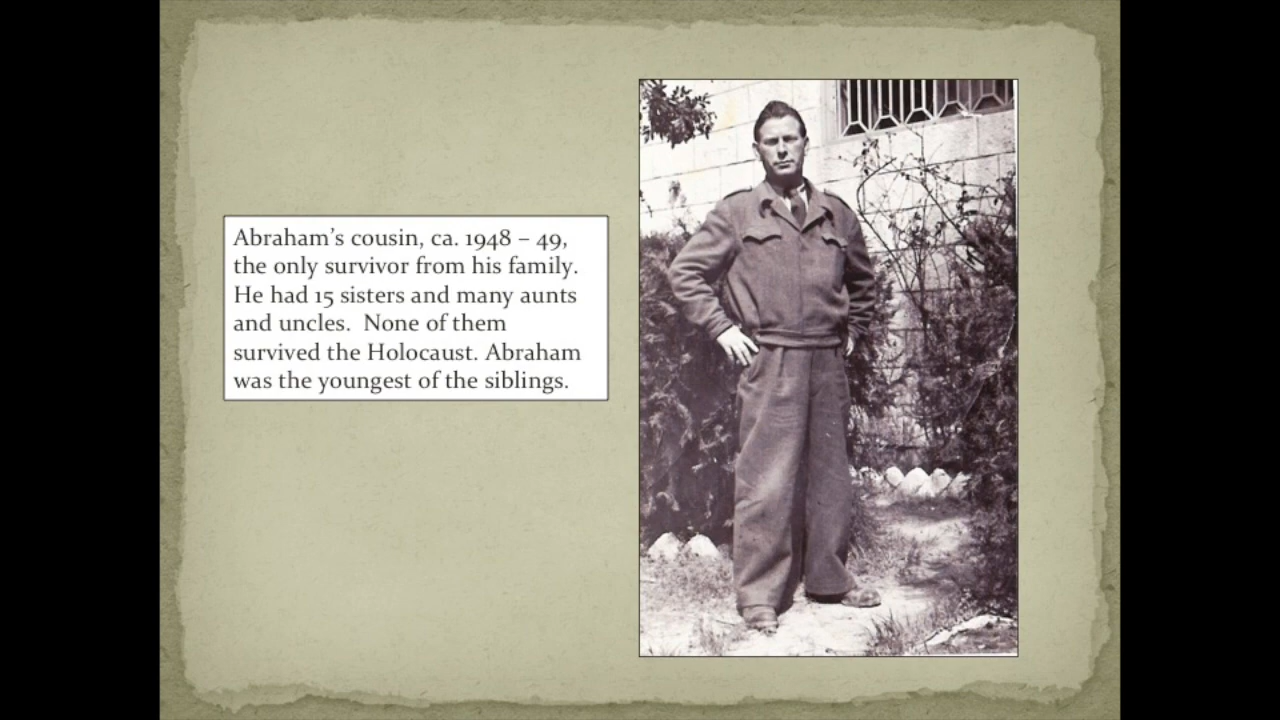 Abraham’s cousin, ca. 1948 – 49,
the only survivor from his family.
He had 15 sisters and many aunts
and uncles.  None of them
survived the Holocaust. Abraham
was the youngest of the siblings.